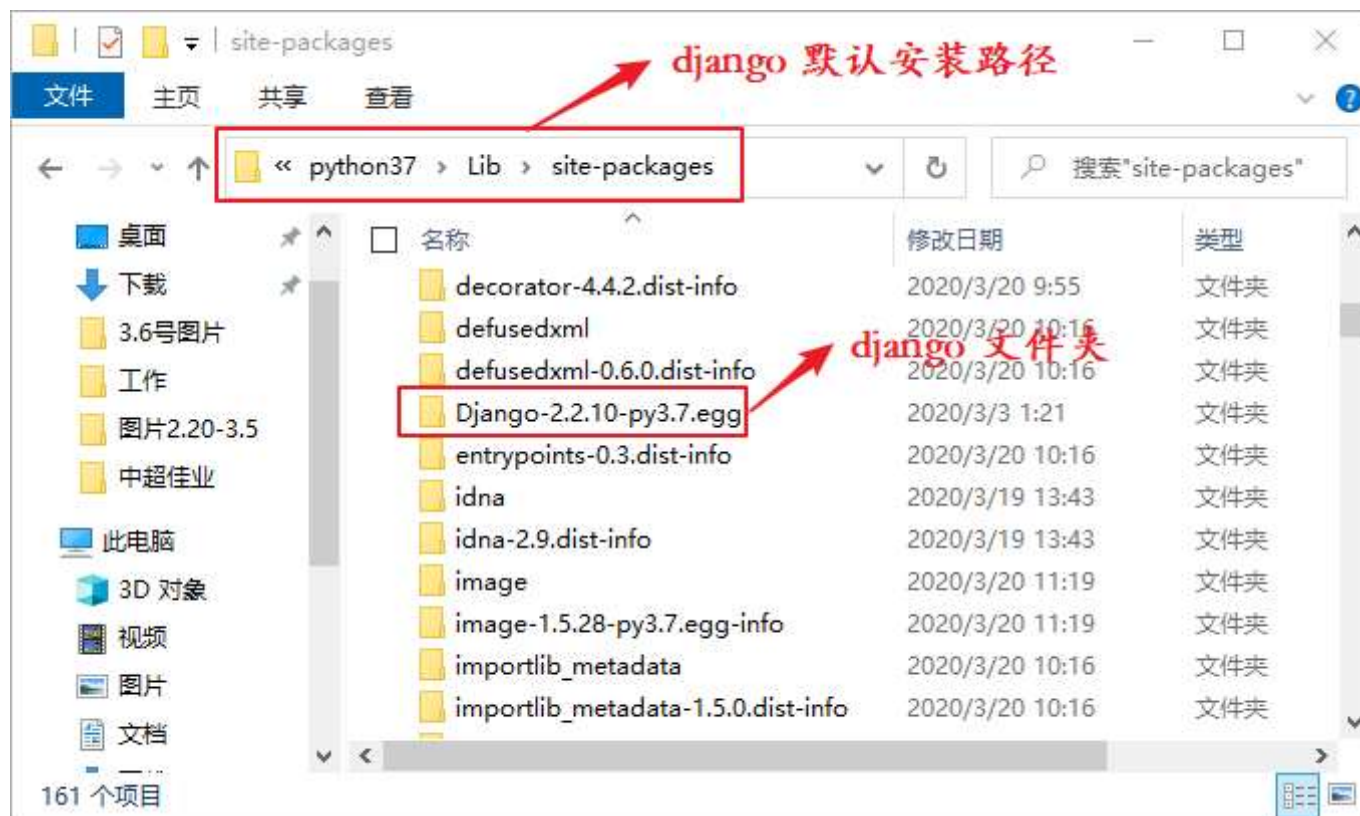 site-packages
django 默认安装路径
文件 主页 共享 查看
« python37 › Lib › site-packages
搜索"site-packages"
名称 修改日期 类型
桌面
下载
3.6号图片
工作
图片2.20-3.5
中超佳业
此电脑
3D 对象
视频
图片
文档
decorator-4.4.2.dist-info 2020/3/20 9:55 文件夹
defusedxml 2020/3/20 10:16 文件夹
django 文件夹
defusedxml-0.6.0.dist-info 2020/3/20 10:16 文件夹
Django-2.2.10-py3.7.egg 2020/3/3 1:21 文件夹
entrypoints-0.3.dist-info 2020/3/20 10:16 文件夹
idna 2020/3/19 13:43 文件夹
idna-2.9.dist-info 2020/3/19 13:43 文件夹
image 2020/3/20 11:19 文件夹
image-1.5.28-py3.7.egg-info 2020/3/20 11:19 文件夹
importlib_metadata 2020/3/20 10:16 文件夹
importlib_metadata-1.5.0.dist-info 2020/3/20 10:16 文件夹
161 个项目